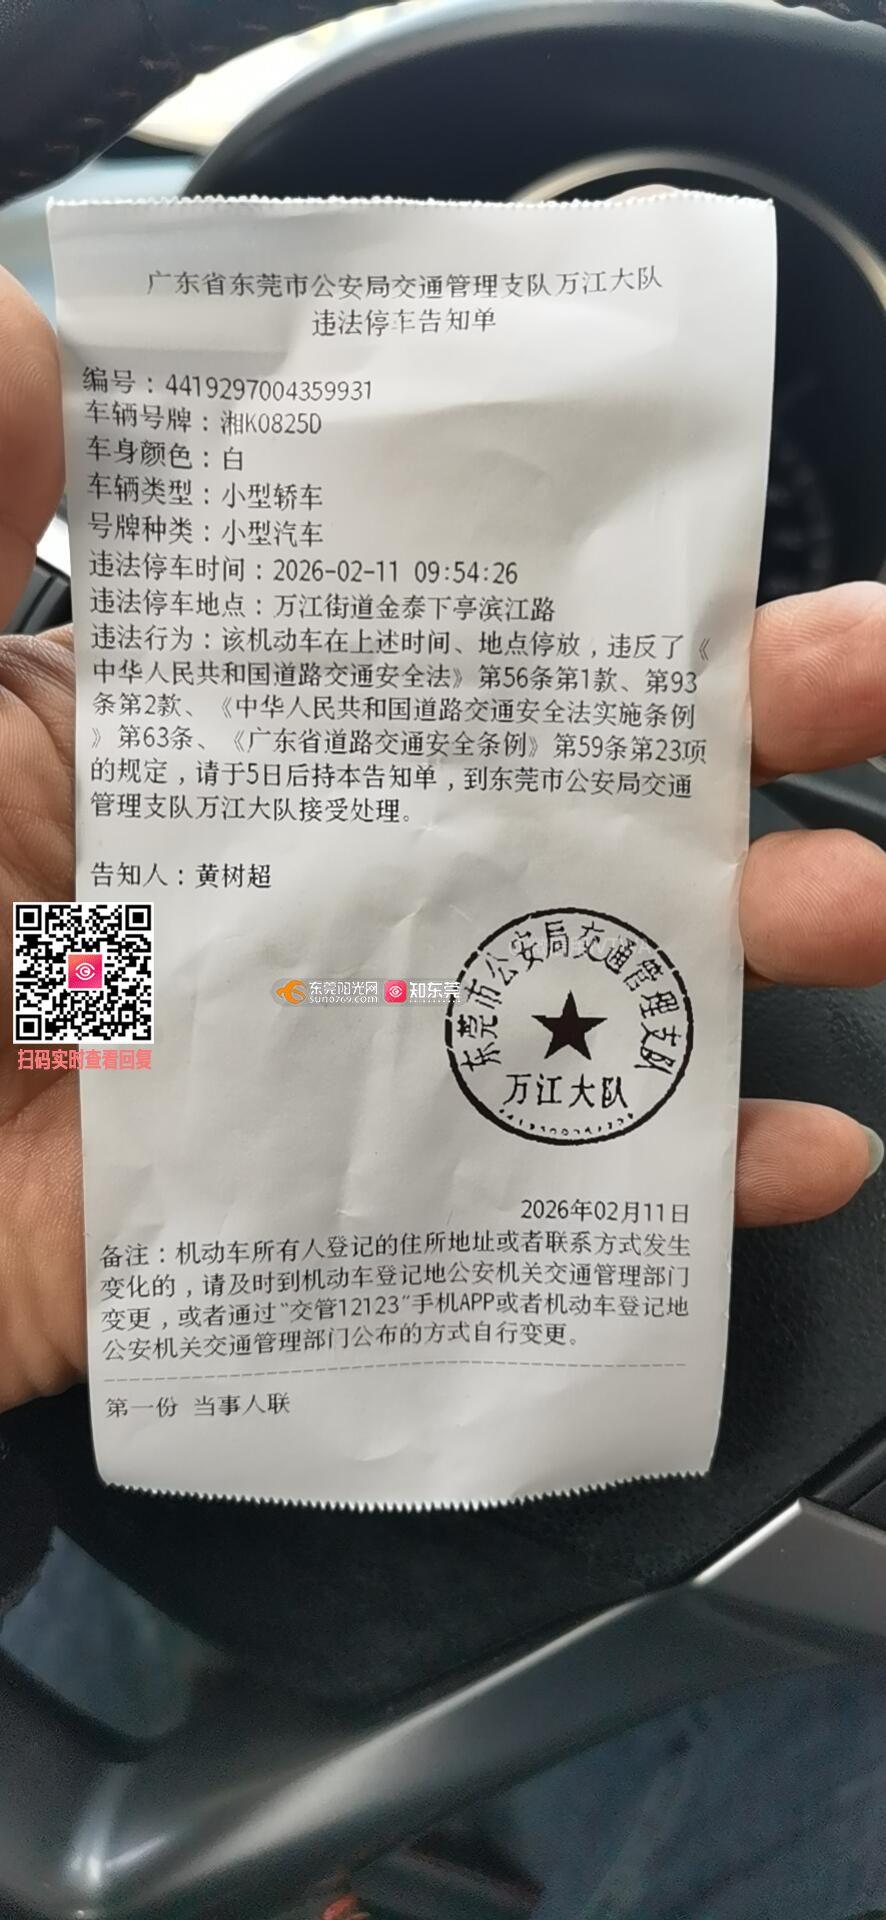 广东省东莞市公安局交通管理支队万江大队
违法停车告知单
编号：4419297004359931
车辆号牌：湘K0825D
车身颜色：白
车辆类型：小型轿车
号牌种类：小型汽车
违法停车时间：2026-02-11 09:54:26
违法停车地点：万江街道金泰下亭滨江路
违法行为：该机动车在上述时间、地点停放，违反了《
中华人民共和国道路交通安全法》第56条第1款、第93
条第2款、《中华人民共和国道路交通安全法实施条例
》第63条、《广东省道路交通安全条例》第59条第23项
的规定，请于5日后持本告知单，到东莞市公安局交通
管理支队万江大队接受处理。
告知人：黄树超
扫码实时查看回复
东莞阳光网
sun0769.com
知东莞
东莞市公安局交通管理支队
万江大队
2026年02月11日
备注：机动车所有人登记的住所地址或者联系方式发生
变化的，请及时到机动车登记地公安机关交通管理部门
变更，或者通过"交管12123"手机APP或者机动车登记地
公安机关交通管理部门公布的方式自行变更。
第一份 当事人联